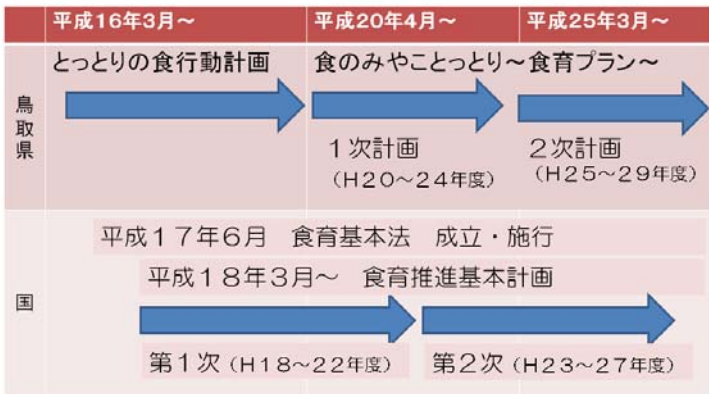 平成16年3月～ 平成20年4月～ 平成25年3月～
鳥取県
とっとりの食行動計画 食のみやことっとり～食育プラン～
1次計画
（H20～24年度）
2次計画
（H25～29年度）
国
平成17年6月 食育基本法 成立・施行
平成18年3月～ 食育推進基本計画
第1次（H18～22年度） 第2次（H23～27年度）